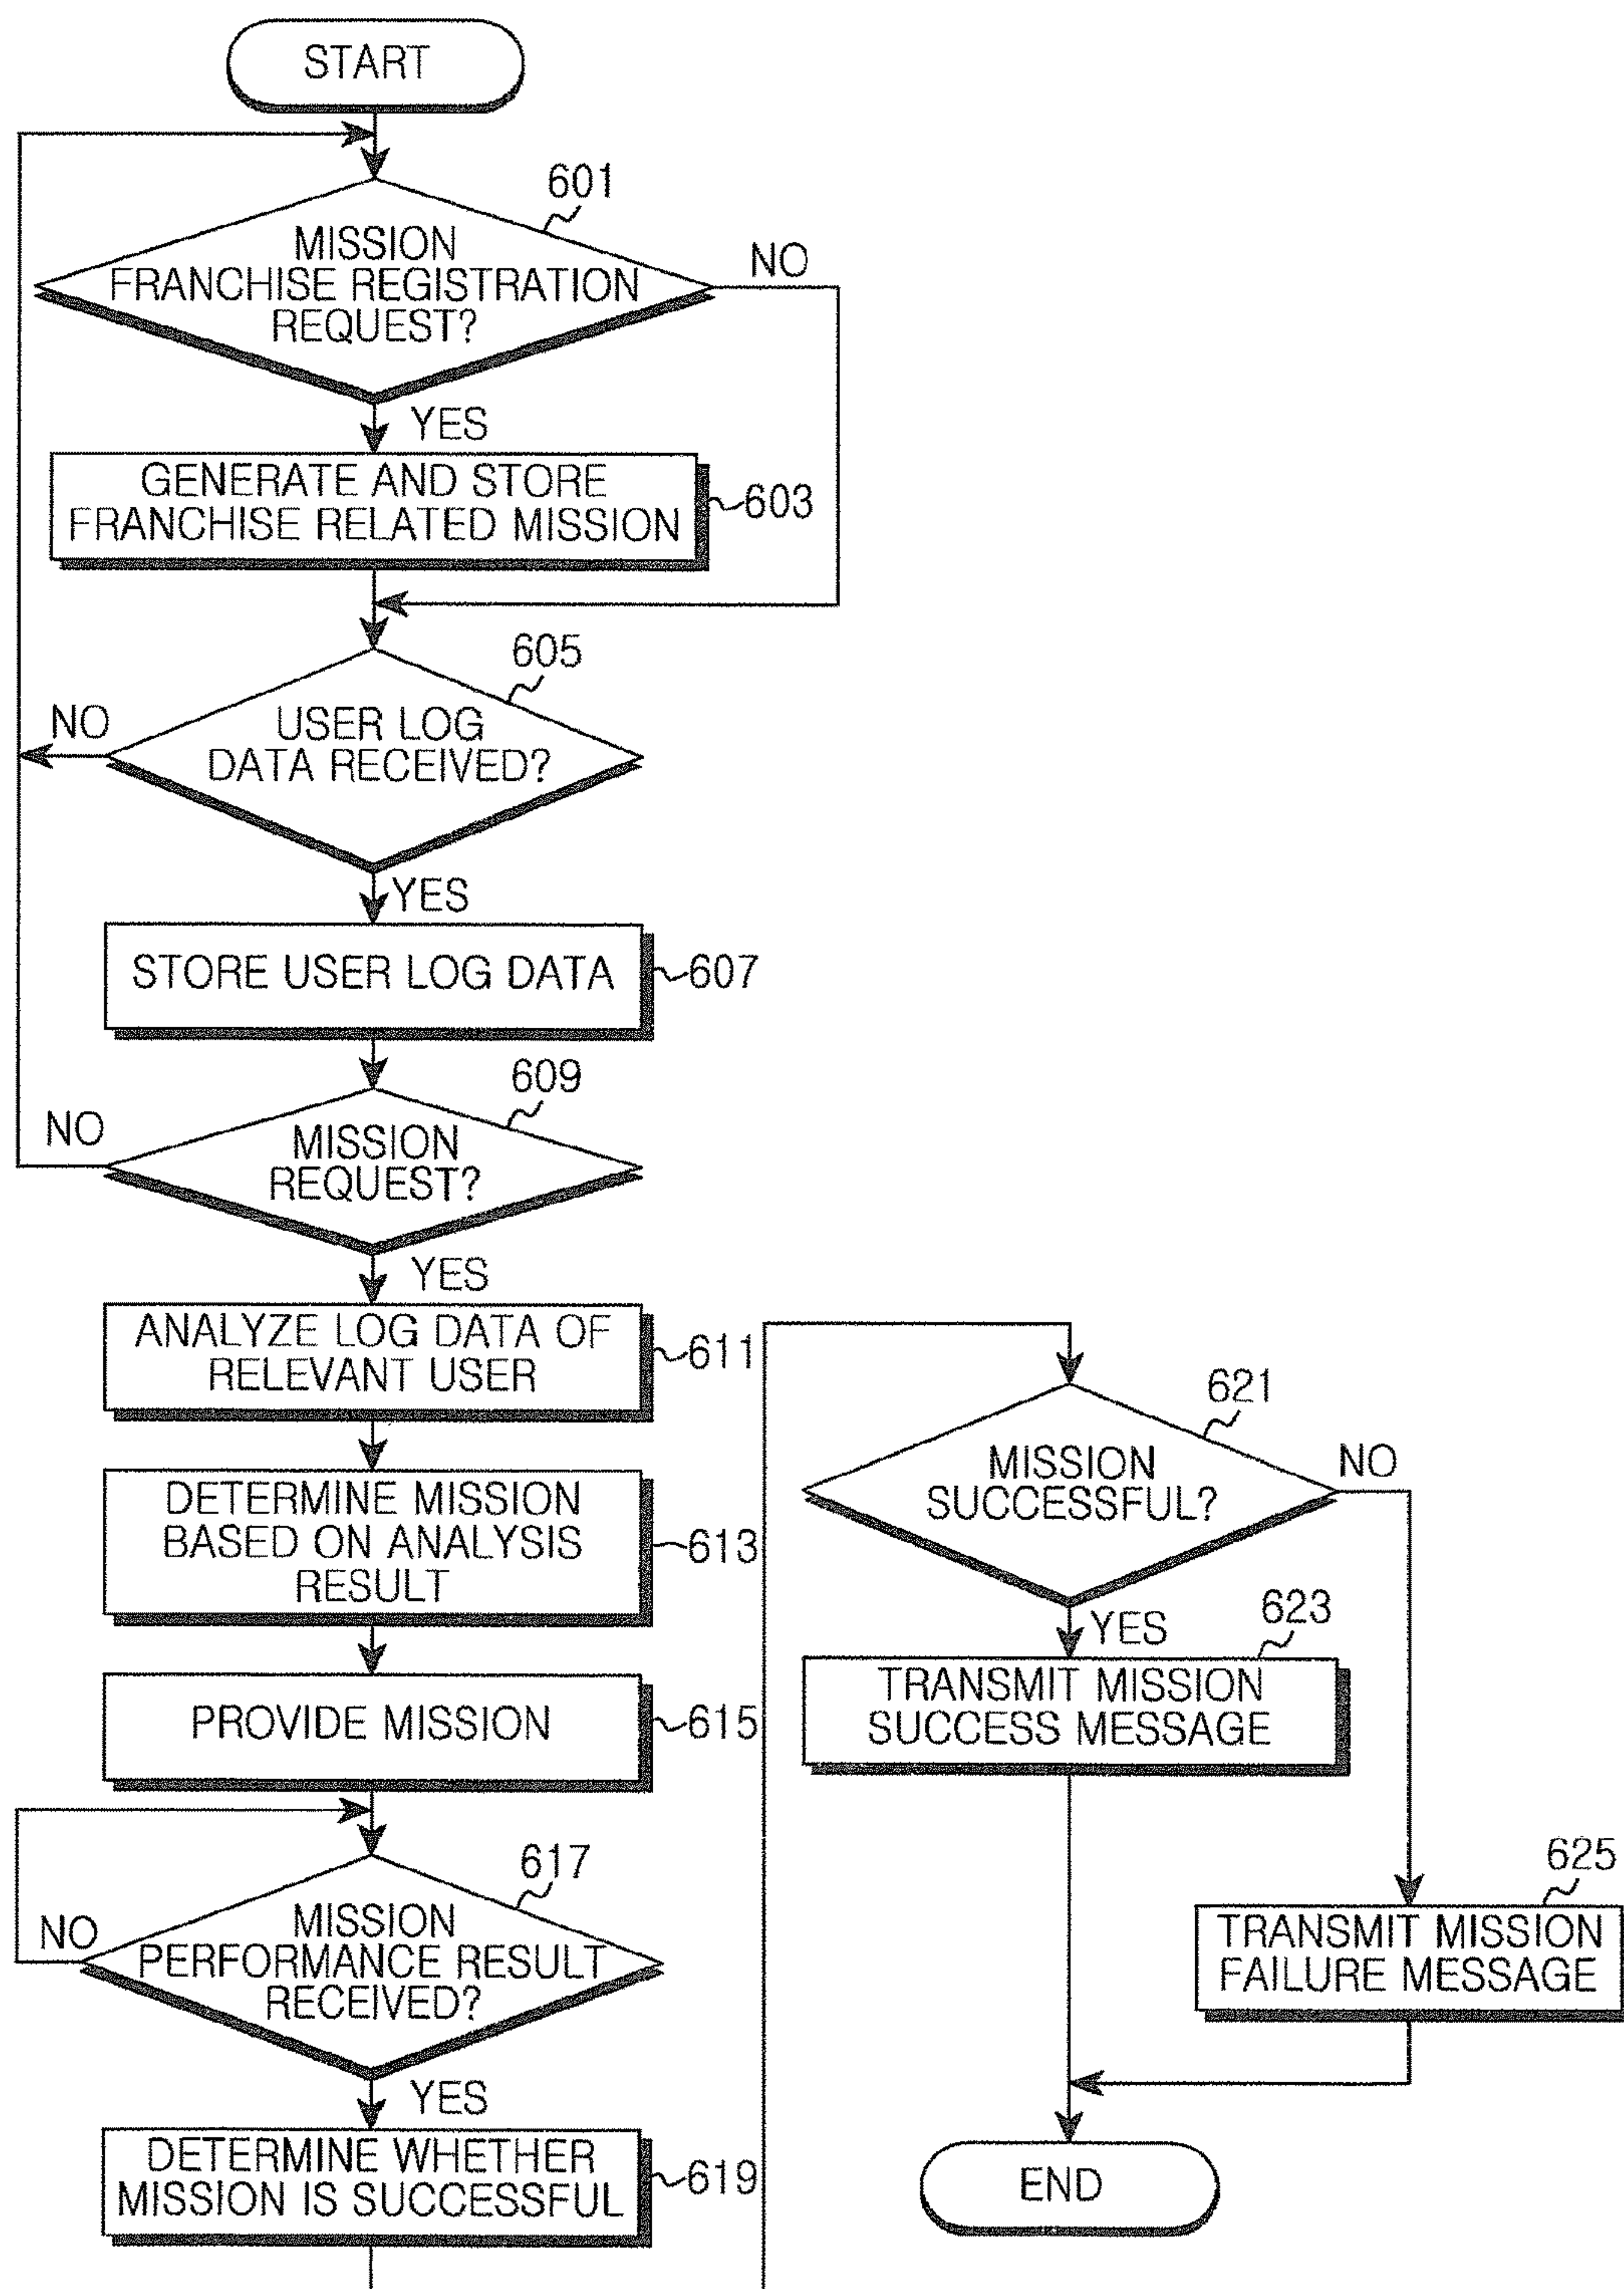 START
601
MISSION
FRANCHISE REGISTRATION
REQUEST?
NO
YES
GENERATE AND STORE
FRANCHISE RELATED MISSION
603
605
USER LOG
DATA RECEIVED?
NO
YES
STORE USER LOG DATA
607
609
MISSION
REQUEST?
NO
YES
ANALYZE LOG DATA OF
RELEVANT USER
611
DETERMINE MISSION
BASED ON ANALYSIS
RESULT
613
PROVIDE MISSION
615
617
MISSION
PERFORMANCE RESULT
RECEIVED?
NO
YES
DETERMINE WHETHER
MISSION IS SUCCESSFUL
619
621
MISSION
SUCCESSFUL?
NO
YES
623
TRANSMIT MISSION
SUCCESS MESSAGE
625
TRANSMIT MISSION
FAILURE MESSAGE
END